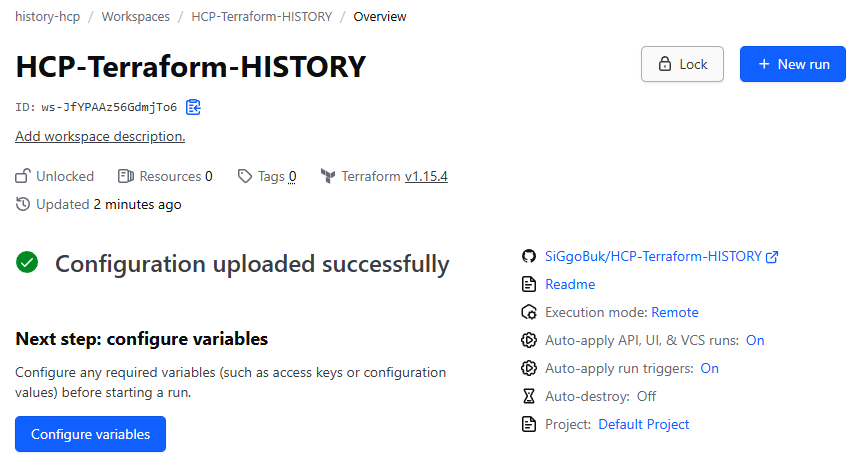 history-hcp / Workspaces / HCP-Terraform-HISTORY / Overview
HCP-Terraform-HISTORY
Lock
New run
ID: ws-JfYPAAz56GdmjTo6
Add workspace description.
Unlocked Resources 0 Tags 0 Terraform v1.15.4
Updated 2 minutes ago
Configuration uploaded successfully
Next step: configure variables
Configure any required variables (such as access keys or configuration
values) before starting a run.
Configure variables
SiGgoBuk/HCP-Terraform-HISTORY
Readme
Execution mode: Remote
Auto-apply API, UI, & VCS runs: On
Auto-apply run triggers: On
Auto-destroy: Off
Project: Default Project